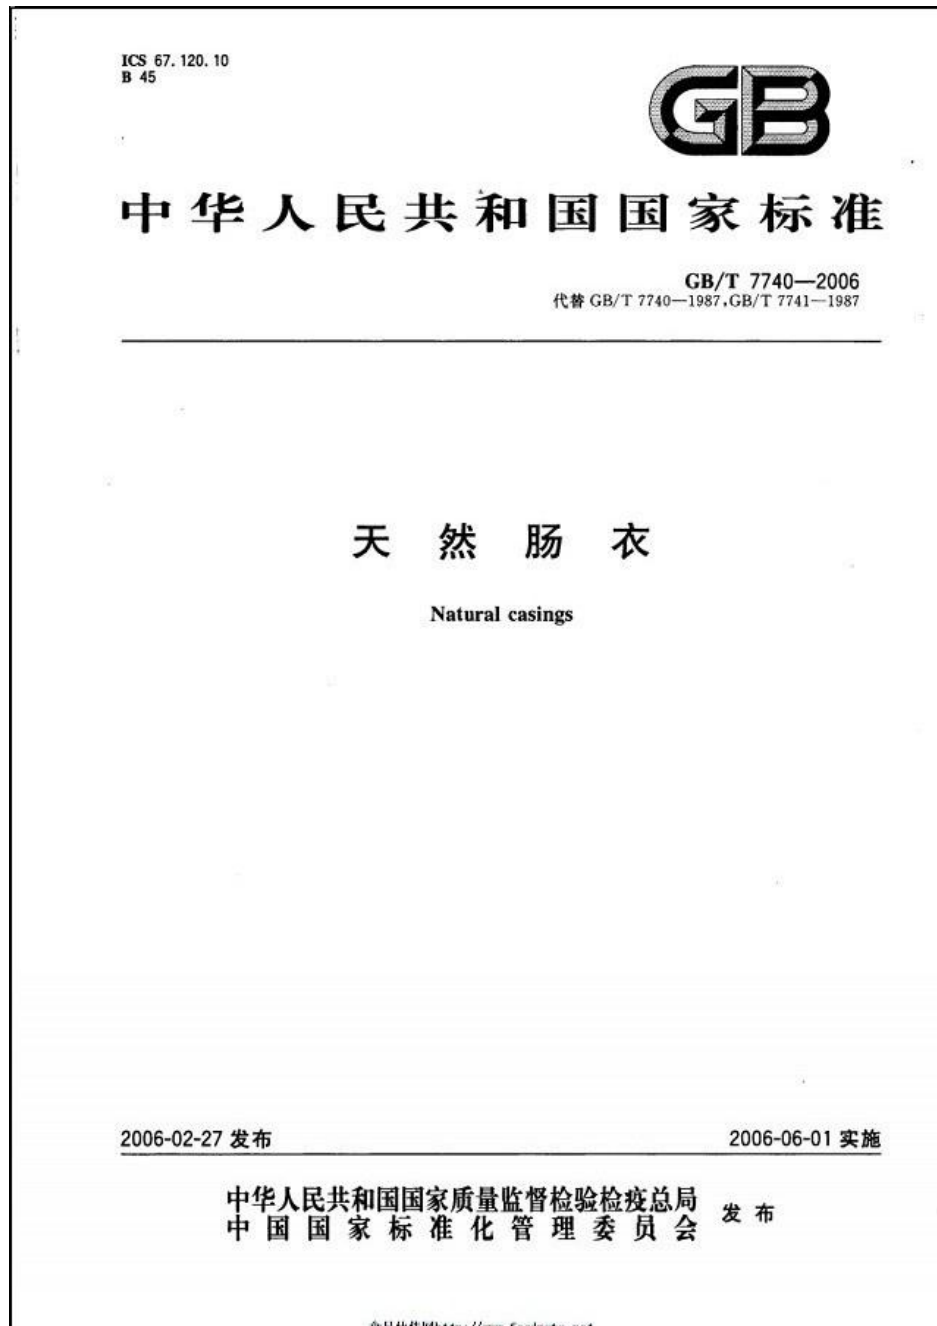 ICS 67.120.10
B 45
GB
中华人民共和国国家标准
GB/T 7740—2006
代替 GB/T 7740—1987,GB/T 7741—1987
天然肠衣
Natural casings
2006-02-27 发布
2006-06-01 实施
中华人民共和国国家质量监督检验检疫总局
中国国家标准化管理委员会
发布